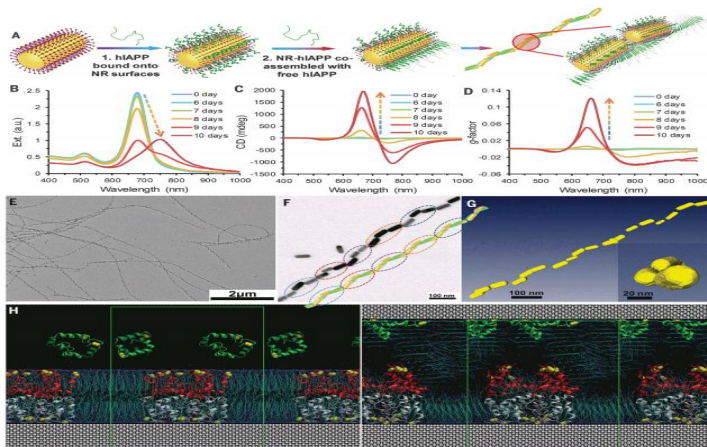 A
1. hIAPP
bound onto
NR surfaces
2. NR-hIAPP co-
assembled with
free hIAPP
B
2.5
2
1.5
1
0.5
0
Ext. (a.u.)
400 500 600 700 800 900 1000
Wavelength (nm)
0 day
6 days
7 days
8 days
9 days
10 days
C
2000
1500
1000
500
0
-500
-1000
-1500
CD (mdeg)
400 500 600 700 800 900 1000
Wavelength (nm)
0 day
6 days
7 days
8 days
9 days
10 days
D
0.14
0.1
0.06
0.02
-0.02
-0.06
g-factor
400 600 800 1000
Wavelength (nm)
0 day
6 days
7 days
8 days
9 days
10 days
E
2μm
F
100 nm
G
100 nm
20 nm
H